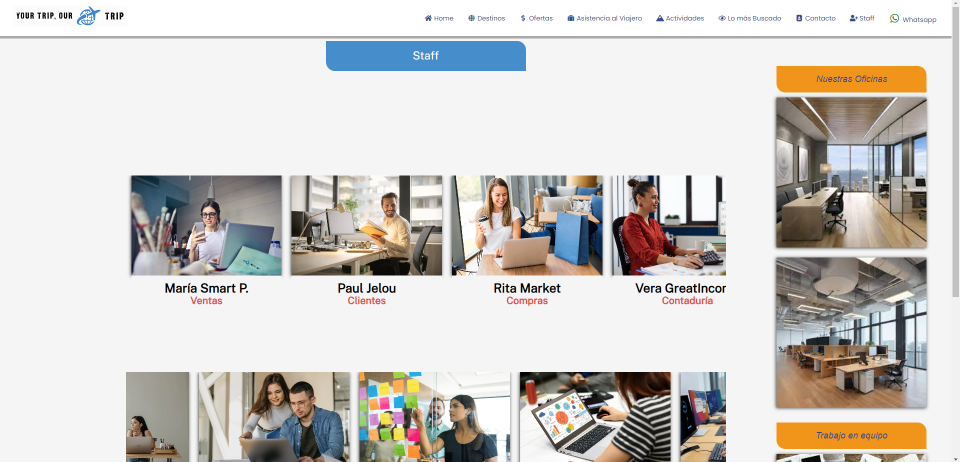 YOUR TRIP, OUR TRIP
Home
Destinos
Ofertas
Asistencia al Viajero
Actividades
Lo más Buscado
Contacto
Staff
Whatsapp
Staff
Nuestras Oficinas
María Smart P.
Ventas
Paul Jelou
Clientes
Rita Market
Compras
Vera GreatIncor
Contaduría
Trabajo en equipo